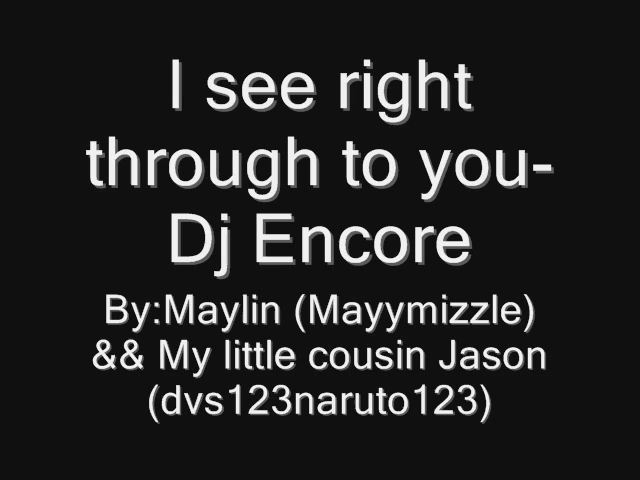 I see right
through to you-
Dj Encore
By:Maylin (Mayymizzle)
&& My little cousin Jason
(dvs123naruto123)